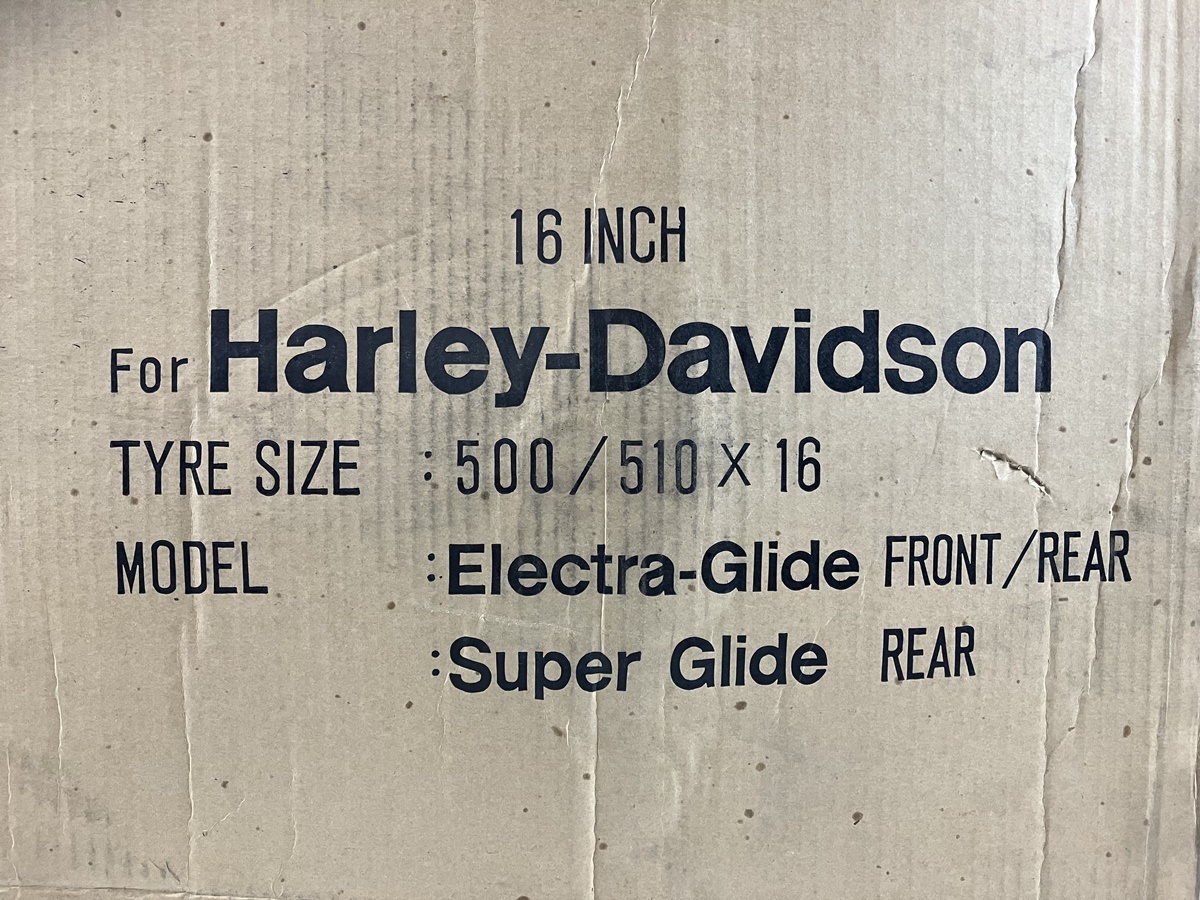 16 INCH
For Harley-Davidson
TYRE SIZE : 500 / 510 X 16
MODEL : Electra-Glide FRONT / REAR
: Super Glide REAR